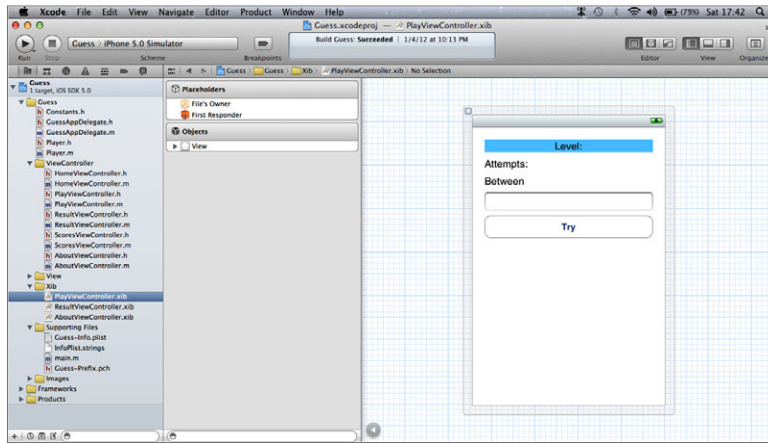 Xcode File Edit View Navigate Editor Product Window Help (79%) Sat 17:42
Guess.xcodeproj — PlayViewController.xib
Guess iPhone 5.0 Simulator
Build Guess: Succeeded | 1/4/12 at 10:13 PM
Run Stop Scheme Breakpoints Editor View Organize
Guess Guess Xib PlayViewController.xib No Selection
Guess
1 target, iOS SDK 5.0
Guess
Constants.h
GuessAppDelegate.h
GuessAppDelegate.m
Player.h
Player.m
ViewController
HomeViewController.h
HomeViewController.m
PlayViewController.h
PlayViewController.m
ResultViewController.h
ResultViewController.m
ScoresViewController.h
ScoresViewController.m
AboutViewController.h
AboutViewController.m
View
Xib
PlayViewController.xib
ResultViewController.xib
AboutViewController.xib
Supporting Files
Guess-Info.plist
InfoPlist.strings
main.m
Guess-Prefix.pch
Images
Frameworks
Products
Placeholders
File's Owner
First Responder
Objects
View
Level:
Attempts:
Between
Try